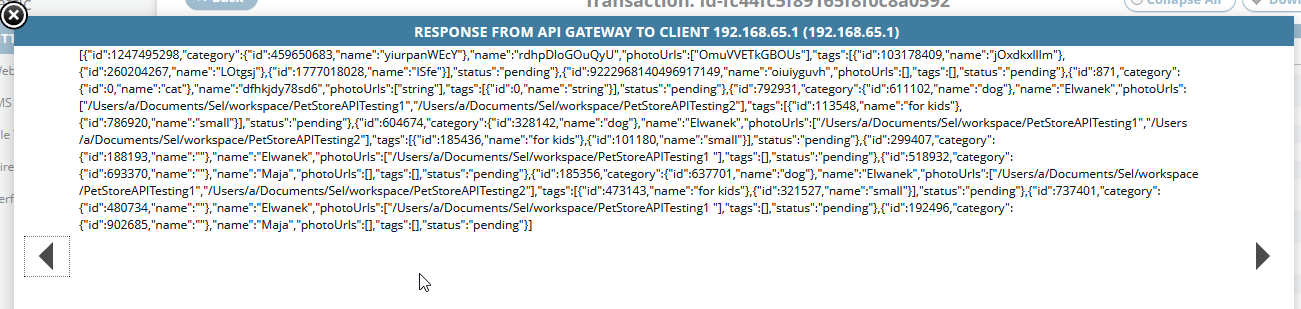 Back
Transaction: id-fc44fc5f89165f8f0c8a0592
Collapse All
RESPONSE FROM API GATEWAY TO CLIENT 192.168.65.1 (192.168.65.1)
[{"id":1247495298,"category":{"id":459650683,"name":"yiurpanWEcY"},"name":"rdhpDloGOuQyU","photoUrls":["OmuVVETkGBOUs"],"tags":[{"id":103178409,"name":"jOxdkxlIlm"},
{"id":260204267,"name":"LOtgsj"},{"id":1777018028,"name":"ISfe"}],"status":"pending"},{"id":9222968140496917149,"name":"oiuiyguvh","photoUrls":[],"tags":[],"status":"pending"},{"id":871,"category":
{"id":0,"name":"cat"},"name":"dfhkjdy78sd6","photoUrls":["string"],"tags":[{"id":0,"name":"string"}],"status":"pending"},{"id":792931,"category":{"id":611102,"name":"dog"},"name":"Elwanek","photoUrls":
["/Users/a/Documents/Sel/workspace/PetStoreAPITesting1","/Users/a/Documents/Sel/workspace/PetStoreAPITesting2"],"tags":[{"id":113548,"name":"for kids"},
{"id":786920,"name":"small"}],"status":"pending"},{"id":604674,"category":{"id":328142,"name":"dog"},"name":"Elwanek","photoUrls":["/Users/a/Documents/Sel/workspace/PetStoreAPITesting1","/Users
/a/Documents/Sel/workspace/PetStoreAPITesting2"],"tags":[{"id":185436,"name":"for kids"},{"id":101180,"name":"small"}],"status":"pending"},{"id":299407,"category":
{"id":188193,"name":""},"name":"Elwanek","photoUrls":["/Users/a/Documents/Sel/workspace/PetStoreAPITesting1 "],"tags":[],"status":"pending"},{"id":518932,"category":
{"id":693370,"name":""},"name":"Maja","photoUrls":[],"tags":[],"status":"pending"},{"id":185356,"category":{"id":637701,"name":"dog"},"name":"Elwanek","photoUrls":["/Users/a/Documents/Sel/workspace
/PetStoreAPITesting1","/Users/a/Documents/Sel/workspace/PetStoreAPITesting2"],"tags":[{"id":473143,"name":"for kids"},{"id":321527,"name":"small"}],"status":"pending"},{"id":737401,"category":
{"id":480734,"name":""},"name":"Elwanek","photoUrls":["/Users/a/Documents/Sel/workspace/PetStoreAPITesting1 "],"tags":[],"status":"pending"},{"id":192496,"category":
{"id":902685,"name":""},"name":"Maja","photoUrls":[],"tags":[],"status":"pending"}]